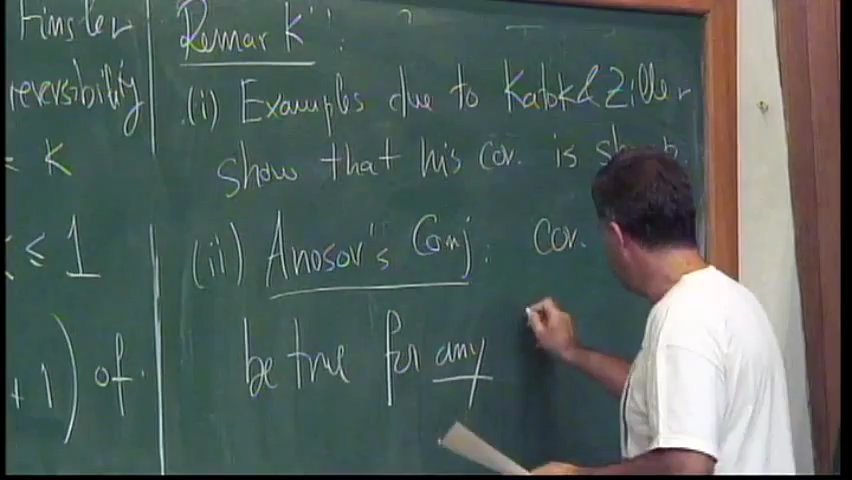 Finsler
reversibility
K
≤ 1
+ 1) of
Remark:
(i) Examples due to Katok & Ziller
show that his cor. is sharp.
(ii) Anosov's Conj: Cor.
be true for any